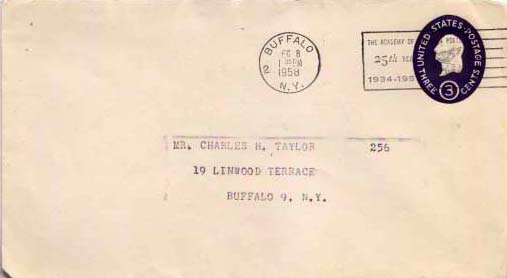 BUFFALO
2
8
1 PM
1958
N.Y.
THE ACADEMY OF
25th
1934-195
UNITED STATES POSTAGE
THREE 3 CENTS
MR. CHARLES H. TAYLOR 256
19 LINWOOD TERRACE
BUFFALO 9, N.Y.